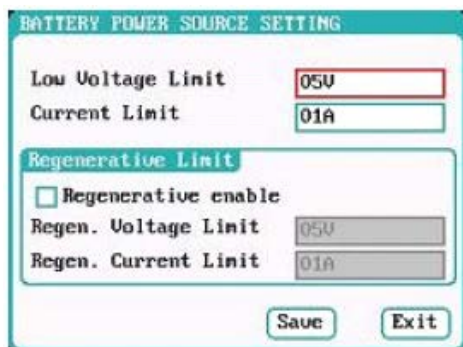 BATTERY POWER SOURCE SETTING
Low Voltage Limit 05V
Current Limit 01A
Regenerative Limit
Regenerative enable
Regen. Voltage Limit 05V
Regen. Current Limit 01A
Save Exit